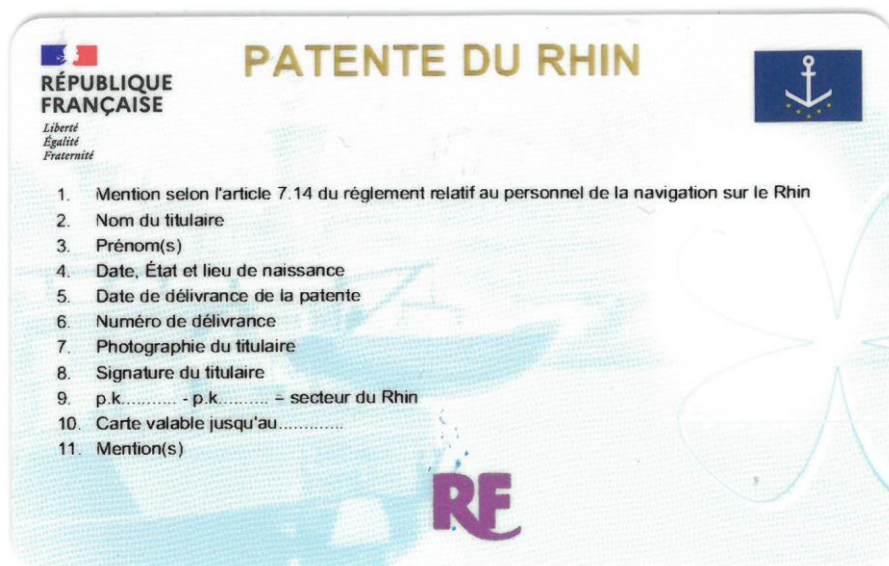 PATENTE DU RHIN
RÉPUBLIQUE
FRANÇAISE
Liberté
Égalité
Fraternité
1. Mention selon l'article 7.14 du règlement relatif au personnel de la navigation sur le Rhin
2. Nom du titulaire
3. Prénom(s)
4. Date, État et lieu de naissance
5. Date de délivrance de la patente
6. Numéro de délivrance
7. Photographie du titulaire
8. Signature du titulaire
9. p.k........... - p.k.......... = secteur du Rhin
10. Carte valable jusqu'au.............
11. Mention(s)
RF